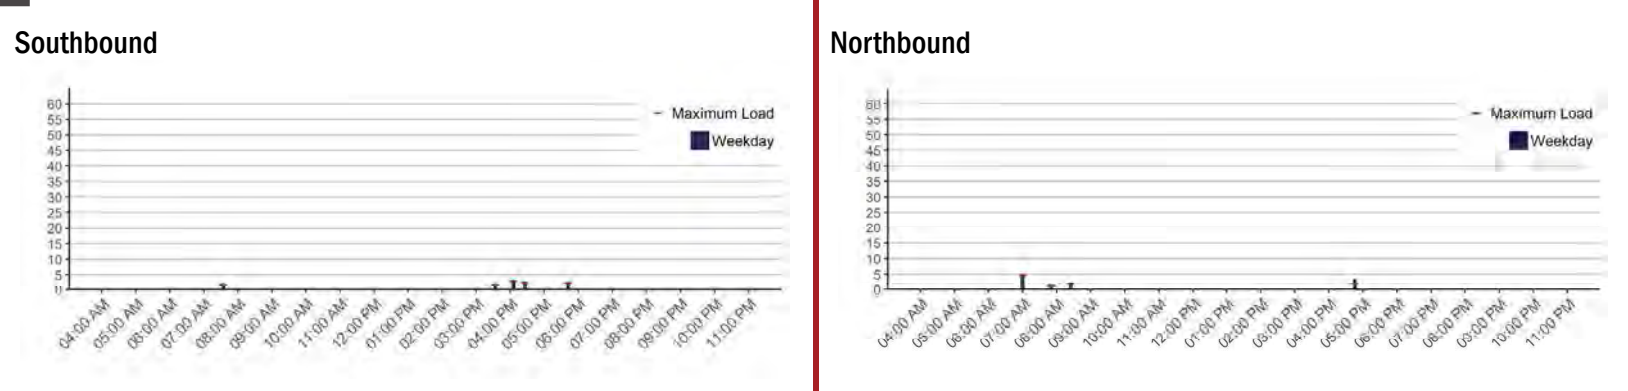 Southbound
60
55
50
45
40
35
30
25
20
15
10
5
0
Maximum Load
Weekday
04:00 AM
05:00 AM
06:00 AM
07:00 AM
08:00 AM
09:00 AM
10:00 AM
11:00 AM
12:00 PM
01:00 PM
02:00 PM
03:00 PM
04:00 PM
05:00 PM
06:00 PM
07:00 PM
08:00 PM
09:00 PM
10:00 PM
11:00 PM
Northbound
60
55
50
45
40
35
30
25
20
15
10
5
0
Maximum Load
Weekday
04:00 AM
05:00 AM
06:00 AM
07:00 AM
08:00 AM
09:00 AM
10:00 AM
11:00 AM
12:00 PM
01:00 PM
02:00 PM
03:00 PM
04:00 PM
05:00 PM
06:00 PM
07:00 PM
08:00 PM
09:00 PM
10:00 PM
11:00 PM